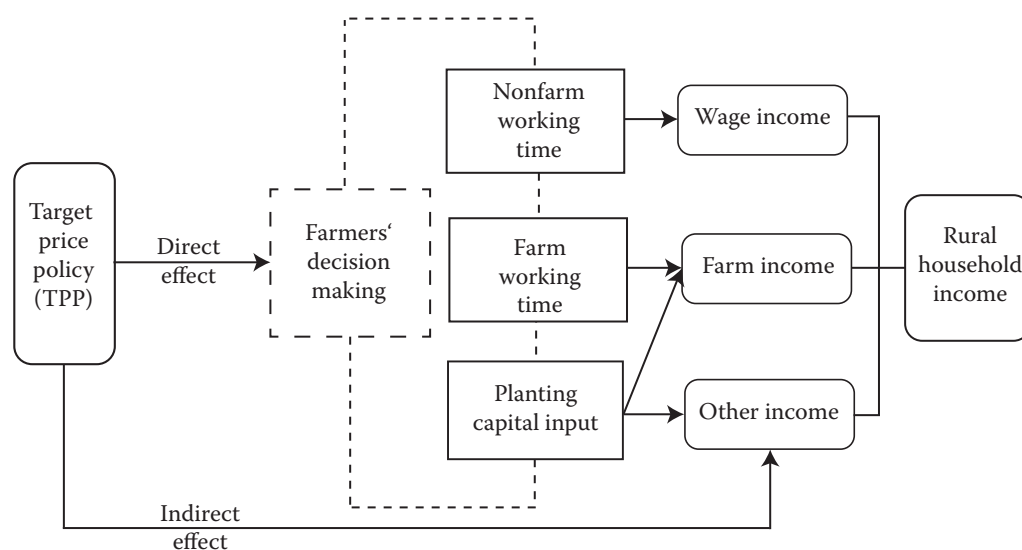 Target
price
policy
(TPP)
Direct
effect
Farmers‘
decision
making
Nonfarm
working
time
Farm
working
time
Planting
capital input
Wage income
Farm income
Other income
Rural
household
income
Indirect
effect